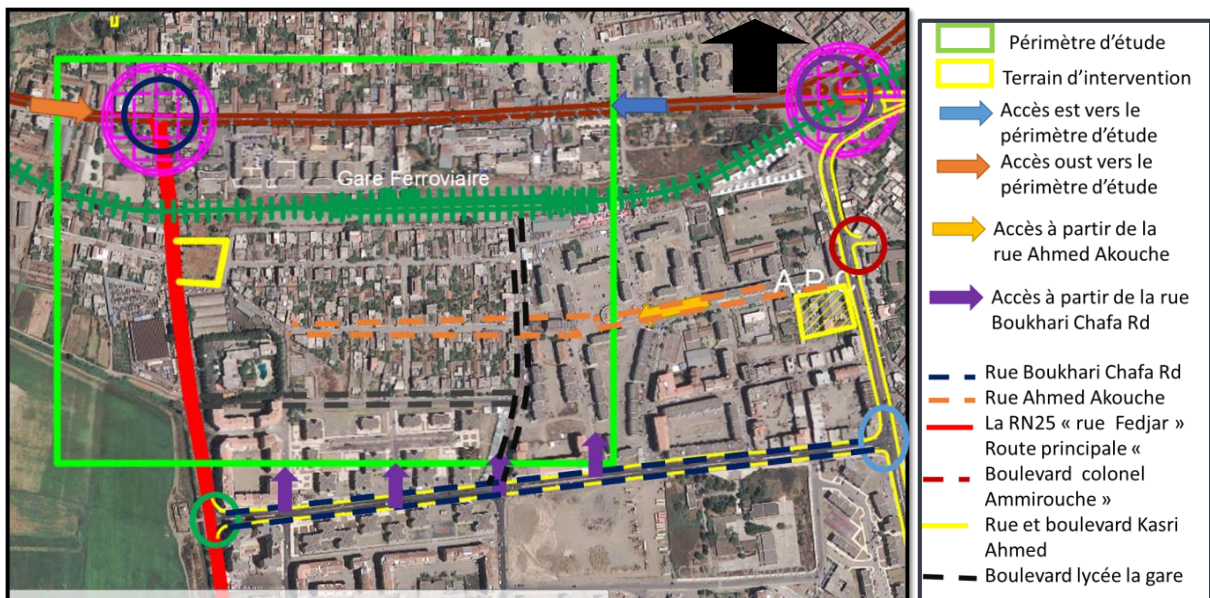 Gare Ferroviaire
A.P.
Périmètre d'étude
Terrain d'intervention
Accès est vers le
périmètre d'étude
Accès oust vers le
périmètre d'étude
Accès à partir de la
rue Ahmed Akouche
Accès à partir de la rue
Boukhari Chafa Rd
Rue Boukhari Chafa Rd
Rue Ahmed Akouche
La RN25 « rue Fedjar »
Route principale «
Boulevard colonel
Ammirouche »
Rue et boulevard Kasri
Ahmed
Boulevard lycée la gare